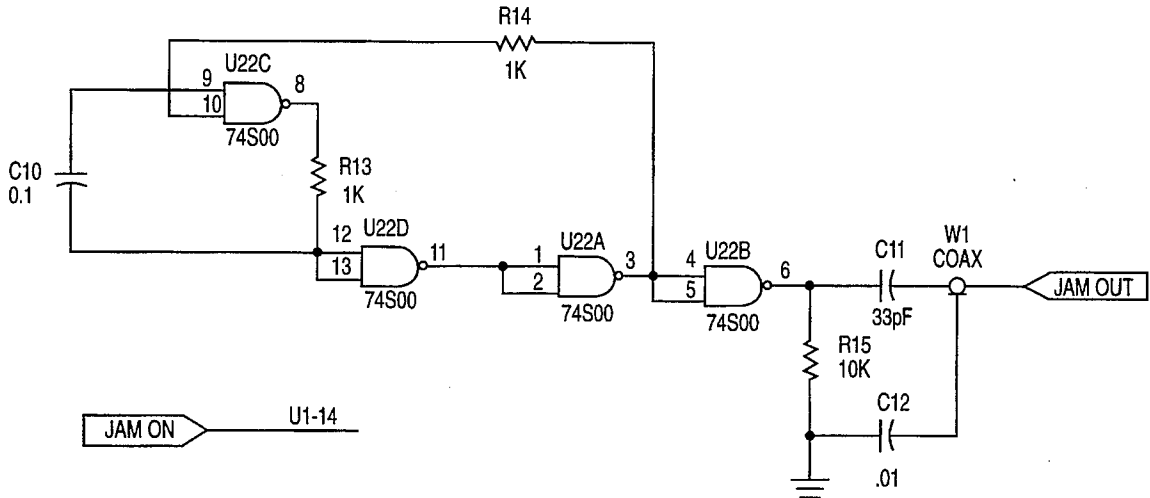 R14
1K
U22C
9
8
10
74S00
C10
0.1
R13
1K
U22D
12
11
13
74S00
U22A
1
3
2
74S00
U22B
4
6
5
74S00
C11
33pF
W1
COAX
JAM OUT
R15
10K
C12
.01
JAM ON
U1-14